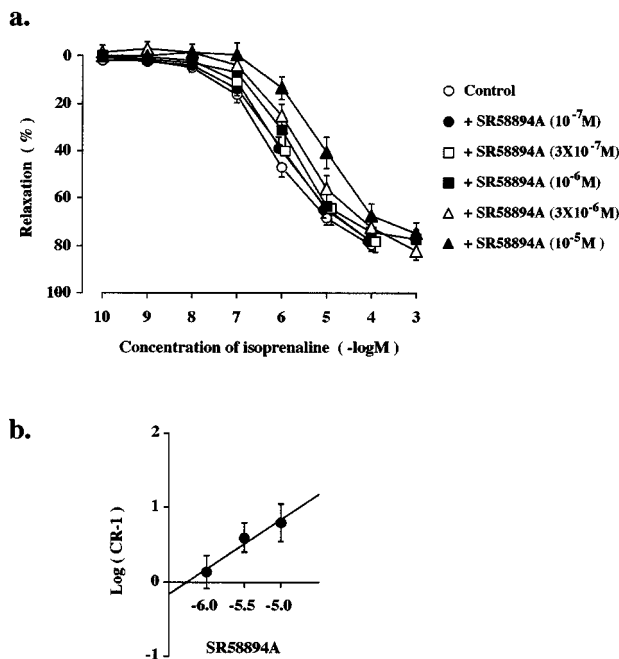 a.
0
20
40
60
80
100
Relaxation ( % )
10 9 8 7 6 5 4 3
Concentration of isoprenaline ( -logM )
Control
+ SR58894A (10⁻⁷M)
+ SR58894A (3X10⁻⁷M)
+ SR58894A (10⁻⁶M)
+ SR58894A (3X10⁻⁶M)
+ SR58894A (10⁻⁵M )
b.
2
1
0
-1
Log ( CR-1 )
-6.0 -5.5 -5.0
SR58894A